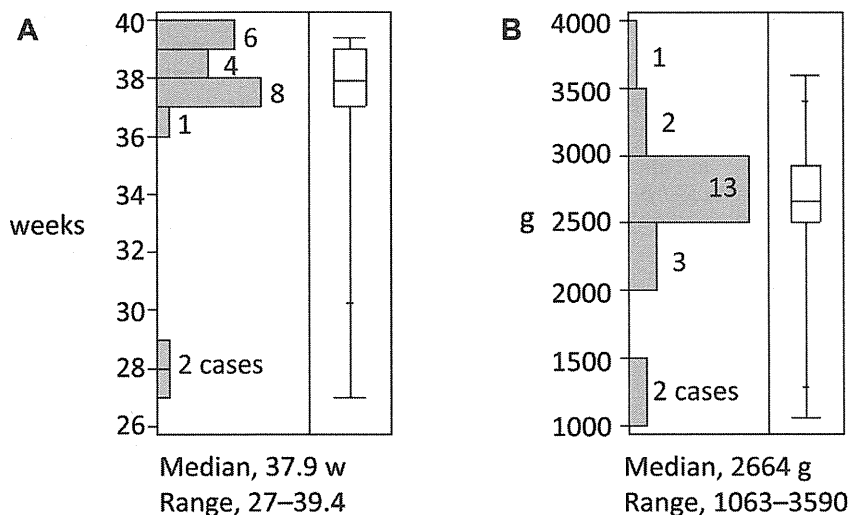 A
40
38
36
34
32
30
28
26
weeks
6
4
8
1
2 cases
Median, 37.9 w
Range, 27–39.4
B
4000
3500
3000
2500
2000
1500
1000
g
1
2
13
3
2 cases
Median, 2664 g
Range, 1063–3590